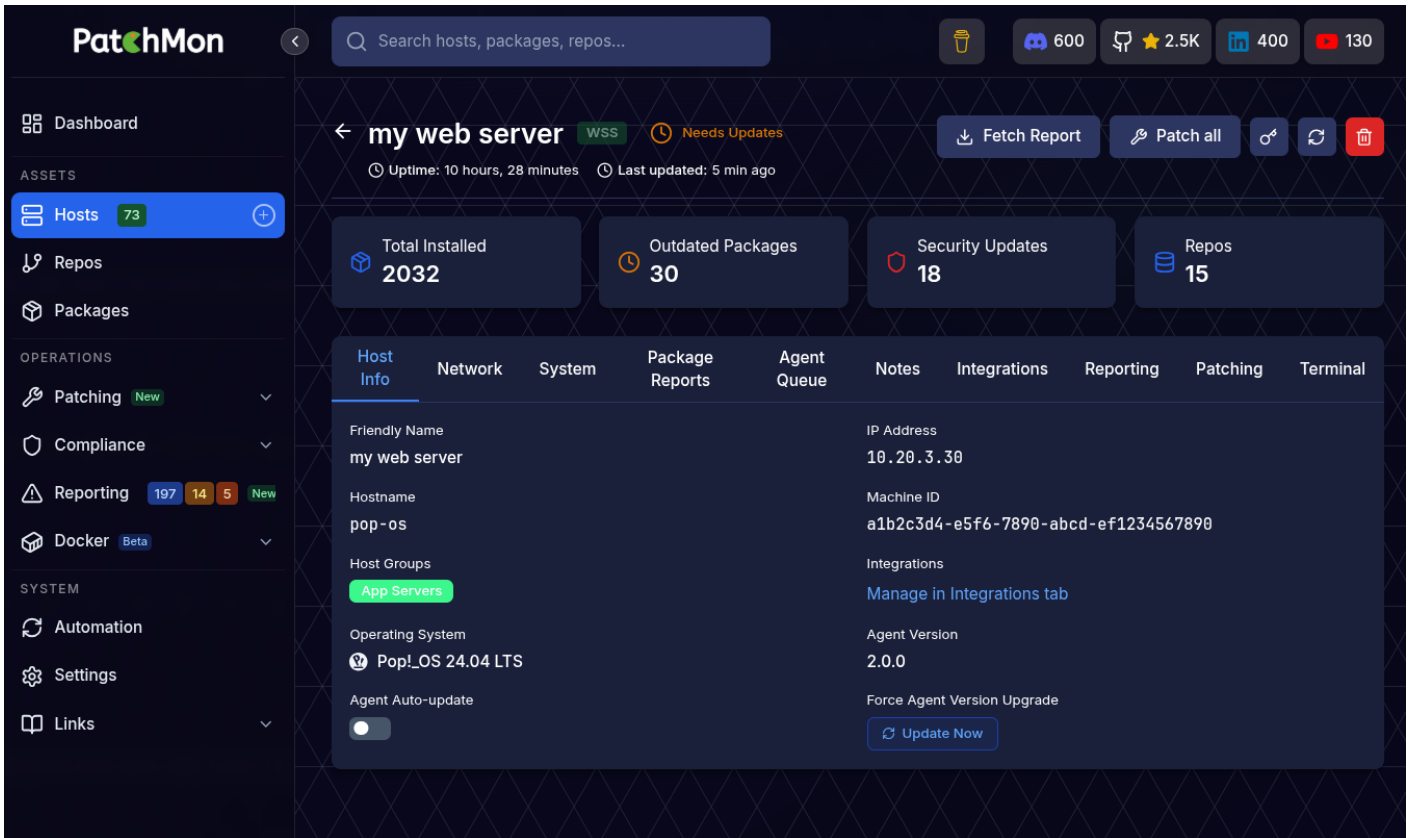 PatchMon
Search hosts, packages, repos...
600
2.5K
400
130
Dashboard
ASSETS
Hosts 73
Repos
Packages
OPERATIONS
Patching New
Compliance
Reporting 197 14 5 New
Docker Beta
SYSTEM
Automation
Settings
Links
my web server WSS Needs Updates
Uptime: 10 hours, 28 minutes Last updated: 5 min ago
Fetch Report
Patch all
Total Installed
2032
Outdated Packages
30
Security Updates
18
Repos
15
Host
Info
Network
System
Package
Reports
Agent
Queue
Notes
Integrations
Reporting
Patching
Terminal
Friendly Name
my web server
IP Address
10.20.3.30
Hostname
pop-os
Machine ID
a1b2c3d4-e5f6-7890-abcd-ef1234567890
Host Groups
App Servers
Integrations
Manage in Integrations tab
Operating System
Pop!_OS 24.04 LTS
Agent Version
2.0.0
Agent Auto-update
Force Agent Version Upgrade
Update Now